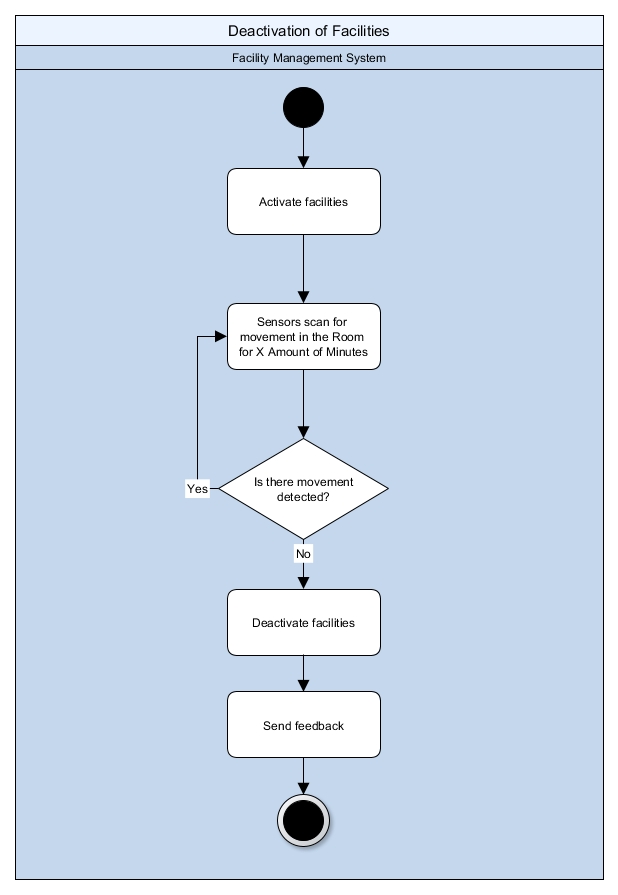 Deactivation of Facilities
Facility Management System
Activate facilities
Sensors scan for
movement in the Room
for X Amount of Minutes
Is there movement
detected?
Yes
No
Deactivate facilities
Send feedback